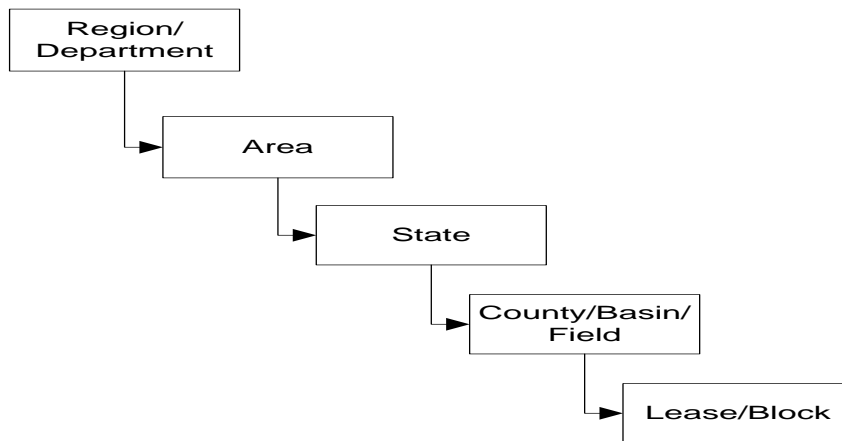 Region/
Department
Area
State
County/Basin/
Field
Lease/Block